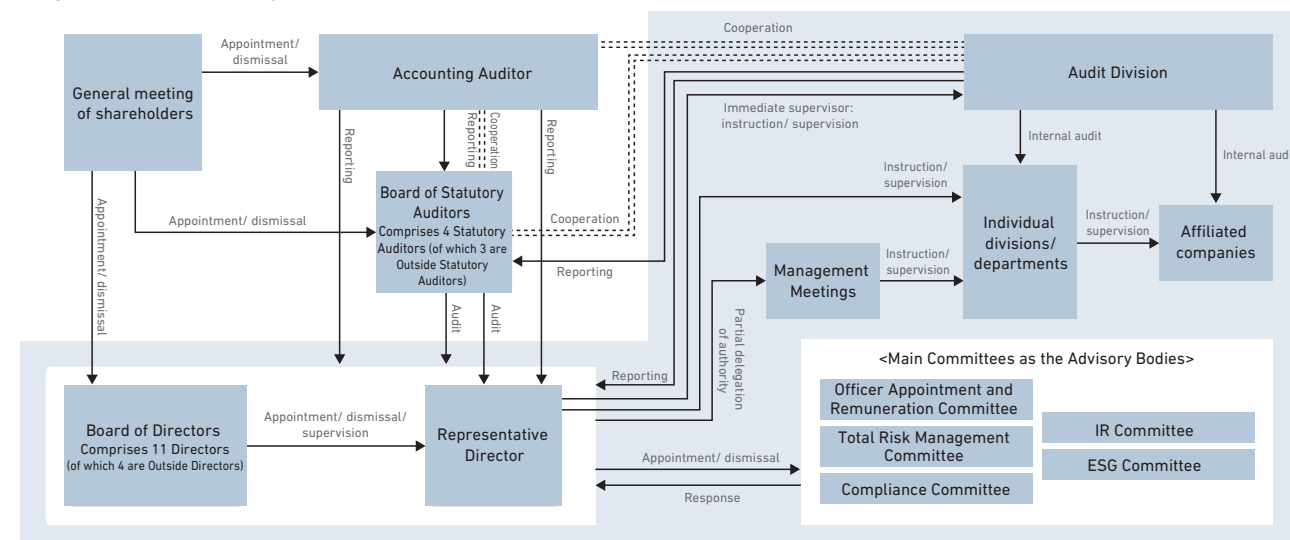 General meeting
of shareholders
Appointment/
dismissal
Accounting Auditor
Cooperation
Audit Division
Reporting
Reporting
Cooperation
Reporting
Immediate supervisor:
instruction/ supervision
Internal audit
Internal aud
Appointment/ dismissal
Appointment/ dismissal
Board of Statutory
Auditors
Comprises 4 Statutory
Auditors (of which 3 are
Outside Statutory
Auditors)
Cooperation
Reporting
Instruction/
supervision
Individual
divisions/
departments
Instruction/
supervision
Affiliated
companies
Management
Meetings
Instruction/
supervision
Audit
Audit
Partial delegation
of authority
Reporting
Board of Directors
Comprises 11 Directors
(of which 4 are Outside Directors)
Appointment/ dismissal/
supervision
Representative
Director
Appointment/ dismissal
Response
<Main Committees as the Advisory Bodies>
Officer Appointment and
Remuneration Committee
Total Risk Management
Committee
Compliance Committee
IR Committee
ESG Committee